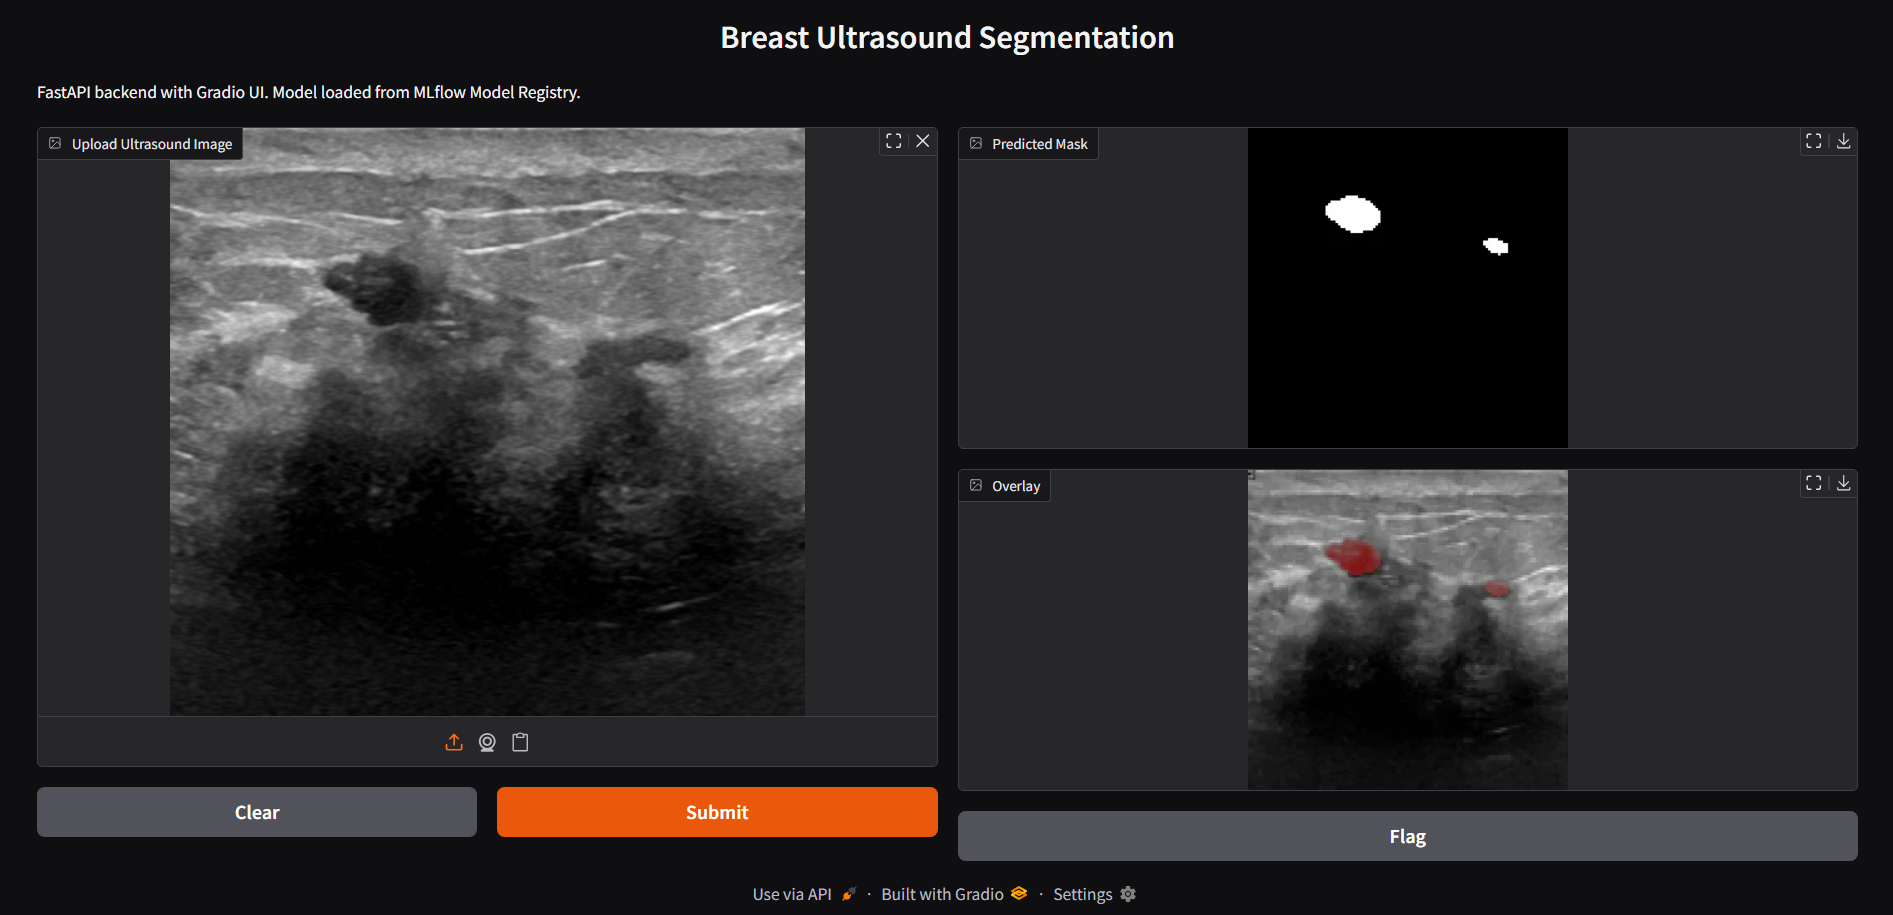 Breast Ultrasound Segmentation
FastAPI backend with Gradio UI. Model loaded from MLflow Model Registry.
Upload Ultrasound Image
Predicted Mask
Overlay
Clear
Submit
Flag
Use via API · Built with Gradio · Settings